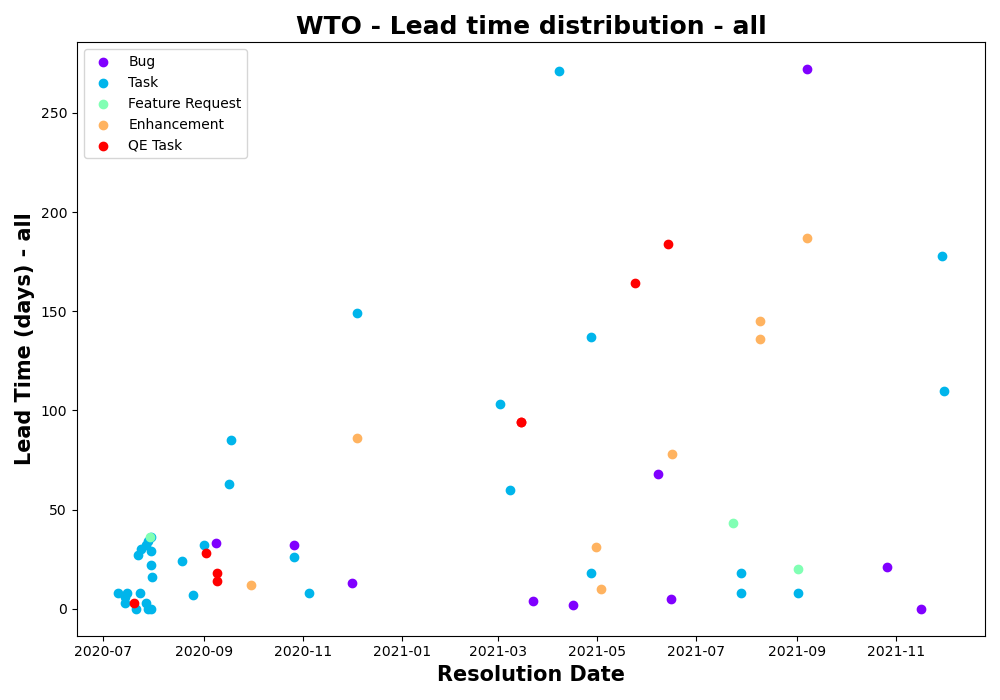 WTO - Lead time distribution - all
Bug
Task
Feature Request
Enhancement
QE Task
Lead Time (days) - all
250
200
150
100
50
0
2020-07 2020-09 2020-11 2021-01 2021-03 2021-05 2021-07 2021-09 2021-11
Resolution Date